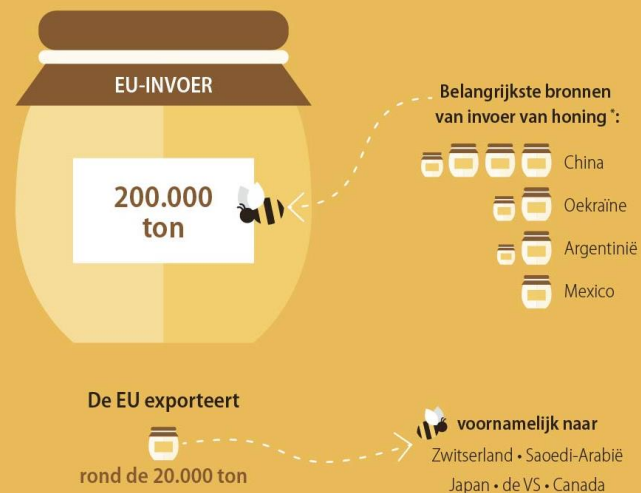 EU-INVOER
200.000
ton
Belangrijkste bronnen
van invoer van honing*:
China
Oekraïne
Argentinië
Mexico
De EU exporteert
rond de 20.000 ton
voornamelijk naar
Zwitserland • Saoedi-Arabië
Japan • de VS • Canada